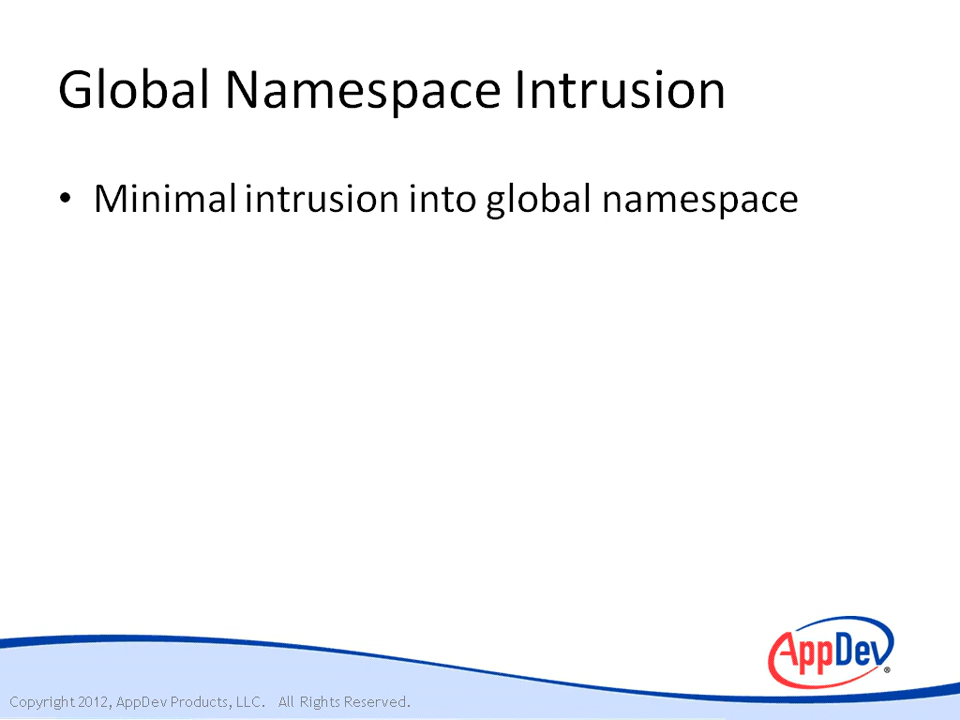 Global Namespace Intrusion
• Minimal intrusion into global namespace
AppDev®
Copyright 2012, AppDev Products, LLC. All Rights Reserved.